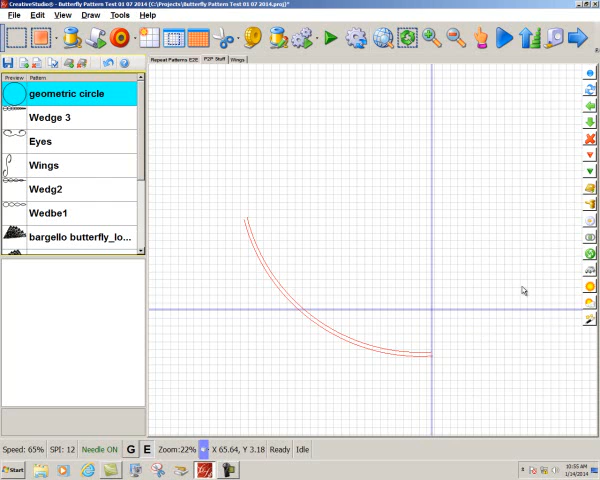 CreativeStudio® - Butterfly Pattern Test 01 07 2014 (C:\Projects\Butterfly Pattern Test 01 07 2014.proj)*
File Edit View Draw Tools Help
Repeat Patterns E2E P2P Stuff Wings
Preview Pattern
geometric circle
Wedge 3
Eyes
Wings
Wedg2
Wedbe1
bargello butterfly_lo...
Speed: 65% SPI: 12 Needle ON G E Zoom:22% X 65.64, Y 3.18 Ready Idle
Start
10:55 AM
1/14/2014